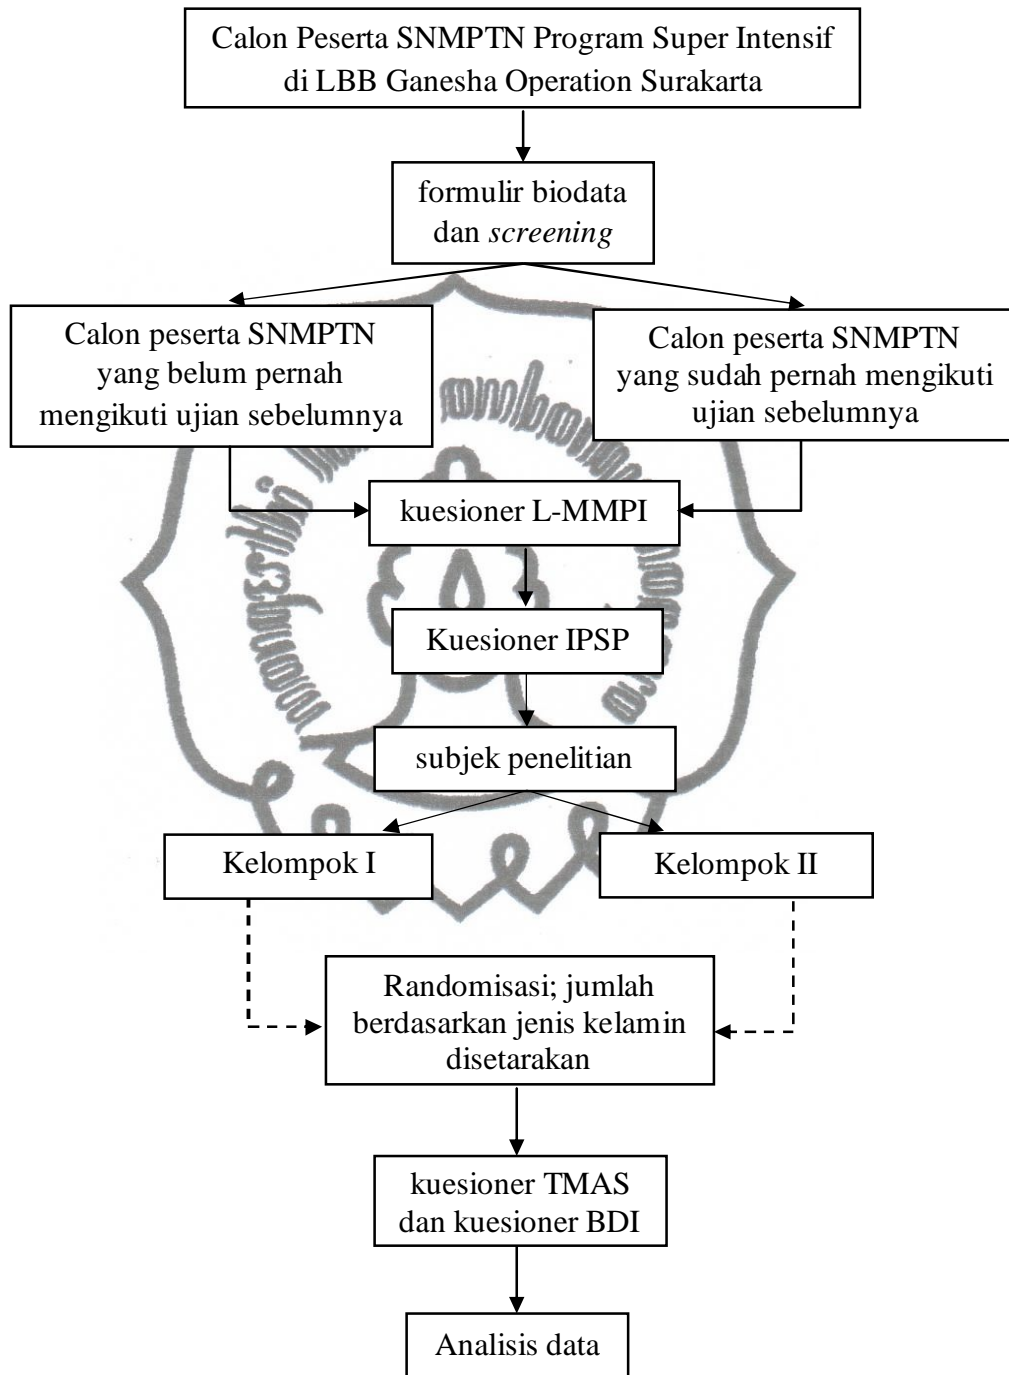 Calon Peserta SNMPTN Program Super Intensif
di LBB Ganesha Operation Surakarta
formulir biodata
dan screening
Calon peserta SNMPTN
yang belum pernah
mengikuti ujian sebelumnya
Calon peserta SNMPTN
yang sudah pernah mengikuti
ujian sebelumnya
kuesioner L-MMPI
Kuesioner IPSP
subjek penelitian
Kelompok I
Kelompok II
Randomisasi; jumlah
berdasarkan jenis kelamin
disetarakan
kuesioner TMAS
dan kuesioner BDI
Analisis data